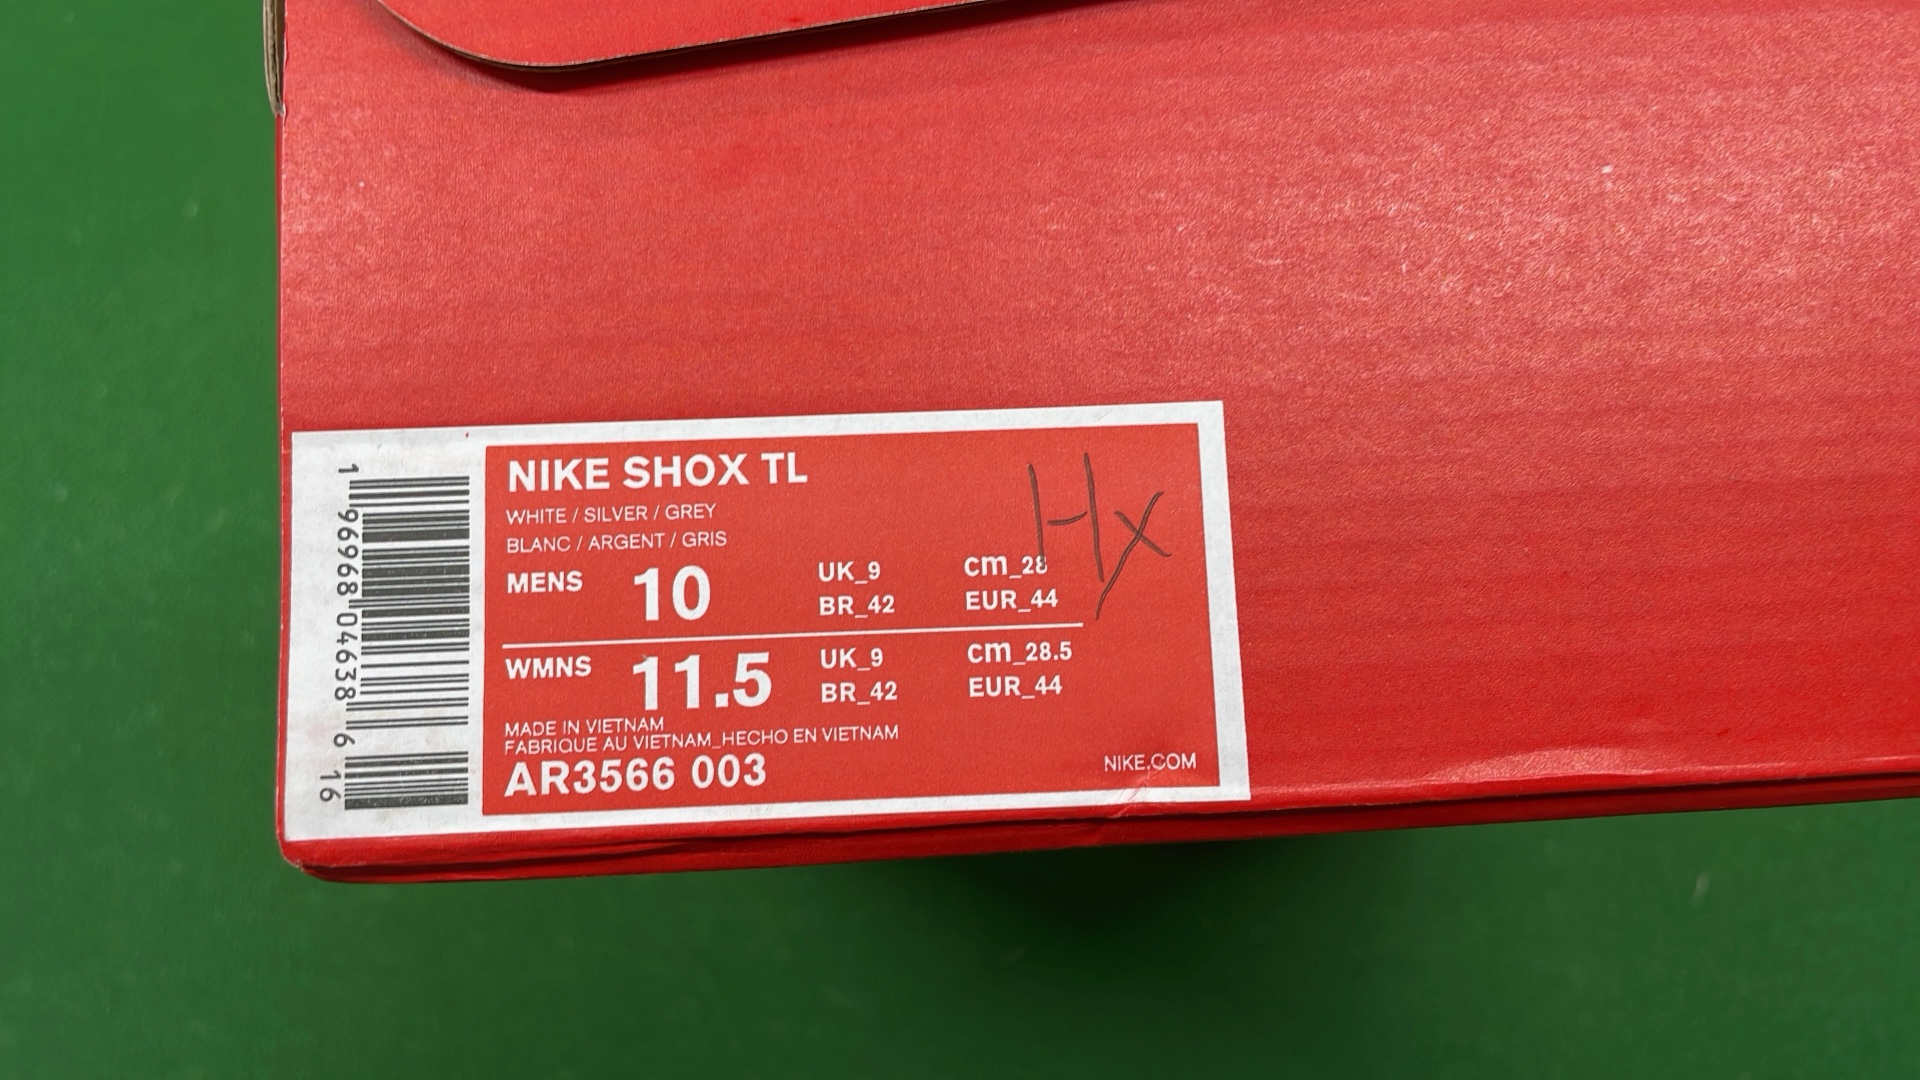 NIKE SHOX TL
WHITE / SILVER / GREY
BLANC / ARGENT / GRIS
MENS 10 UK_9 cm_28
BR_42 EUR_44
WMNS 11.5 UK_9 cm_28.5
BR_42 EUR_44
MADE IN VIETNAM
FABRIQUE AU VIETNAM_HECHO EN VIETNAM
AR3566 003
NIKE.COM
Hx
1 96968 04638 6 16